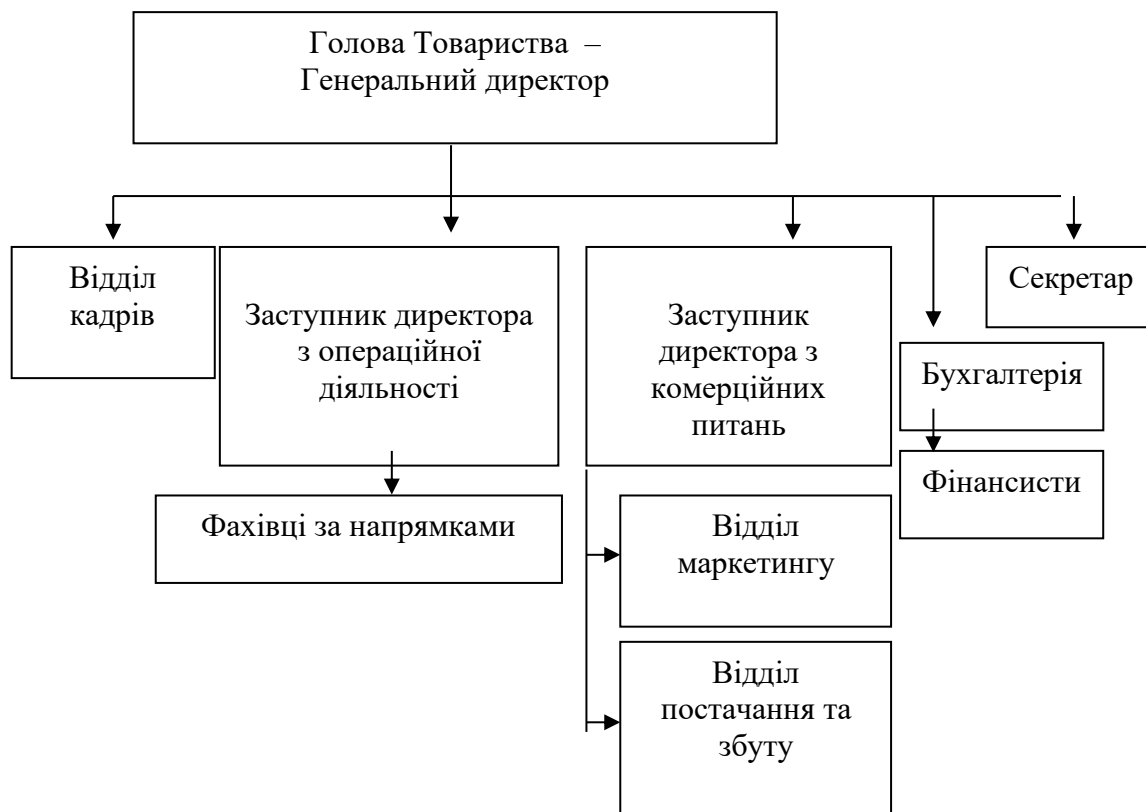 Голова Товариства –
Генеральний директор
Відділ
кадрів
Заступник директора
з операційної
діяльності
Заступник
директора з
комерційних
питань
Секретар
Бухгалтерія
Фінансисти
Фахівці за напрямками
Відділ
маркетингу
Відділ
постачання та
збуту